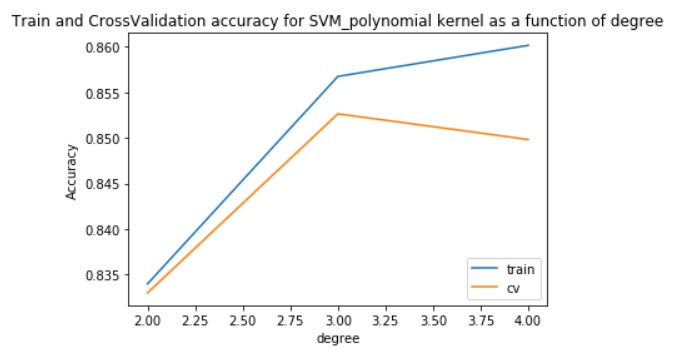 Train and CrossValidation accuracy for SVM_polynomial kernel as a function of degree
0.860
0.855
0.850
0.845
0.840
0.835
Accuracy
train
cv
2.00 2.25 2.50 2.75 3.00 3.25 3.50 3.75 4.00
degree